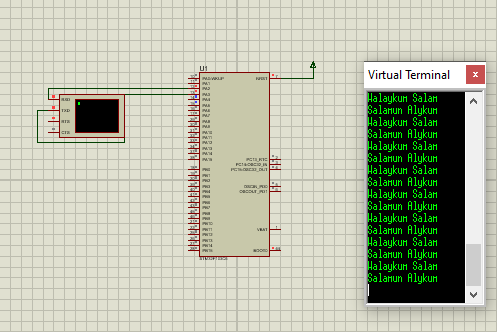 U1
RXD
TXD
RTS
CTS
PA0-WKUP
PA1
PA2
PA3
PA4
PA5
PA6
PA7
PA8
PA9
PA10
PA11
PA12
PA13
PA14
PA15
PB0
PB1
PB2
PB3
PB4
PB5
PB6
PB7
PB8
PB9
PB10
PB11
PB12
PB13
PB14
PB15
NRST
PC13_RTC
PC14-OSC32_IN
PC15-OSC32_OUT
OSCIN_PD0
OSCOUT_PD1
VBAT
BOOT0
Virtual Terminal
Walaykum Salam
Salamun Alykum
Walaykum Salam
Salamun Alykum
Walaykum Salam
Salamun Alykum
Walaykum Salam
Salamun Alykum
Walaykum Salam
Salamun Alykum
Walaykum Salam
Salamun Alykum
Walaykum Salam
Salamun Alykum
Walaykum Salam
Salamun Alykum